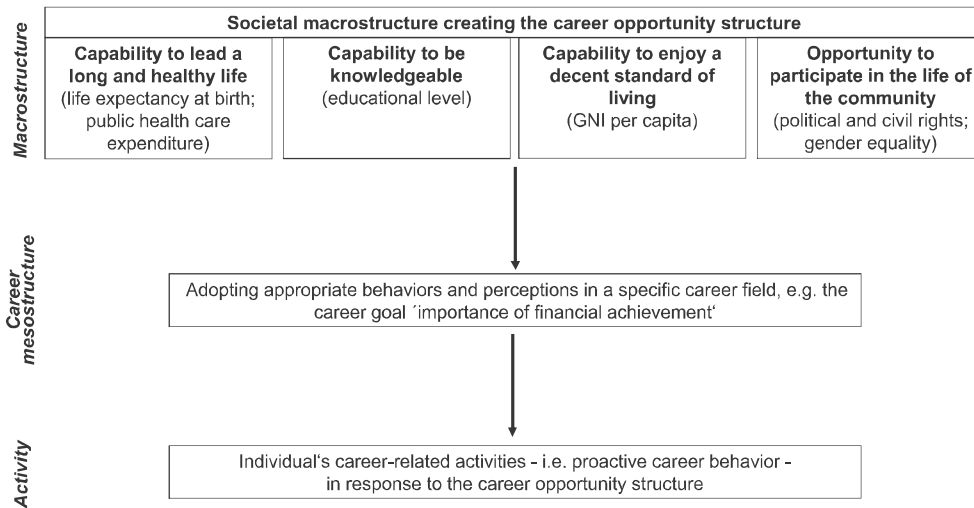 Societal macrostructure creating the career opportunity structure
Macrostructure
Capability to lead a
long and healthy life
(life expectancy at birth;
public health care
expenditure)
Capability to be
knowledgeable
(educational level)
Capability to enjoy a
decent standard of
living
(GNI per capita)
Opportunity to
participate in the life of
the community
(political and civil rights;
gender equality)
Career
mesostructure
Adopting appropriate behaviors and perceptions in a specific career field, e.g. the
career goal ´importance of financial achievement‘
Activity
Individual‘s career-related activities - i.e. proactive career behavior -
in response to the career opportunity structure